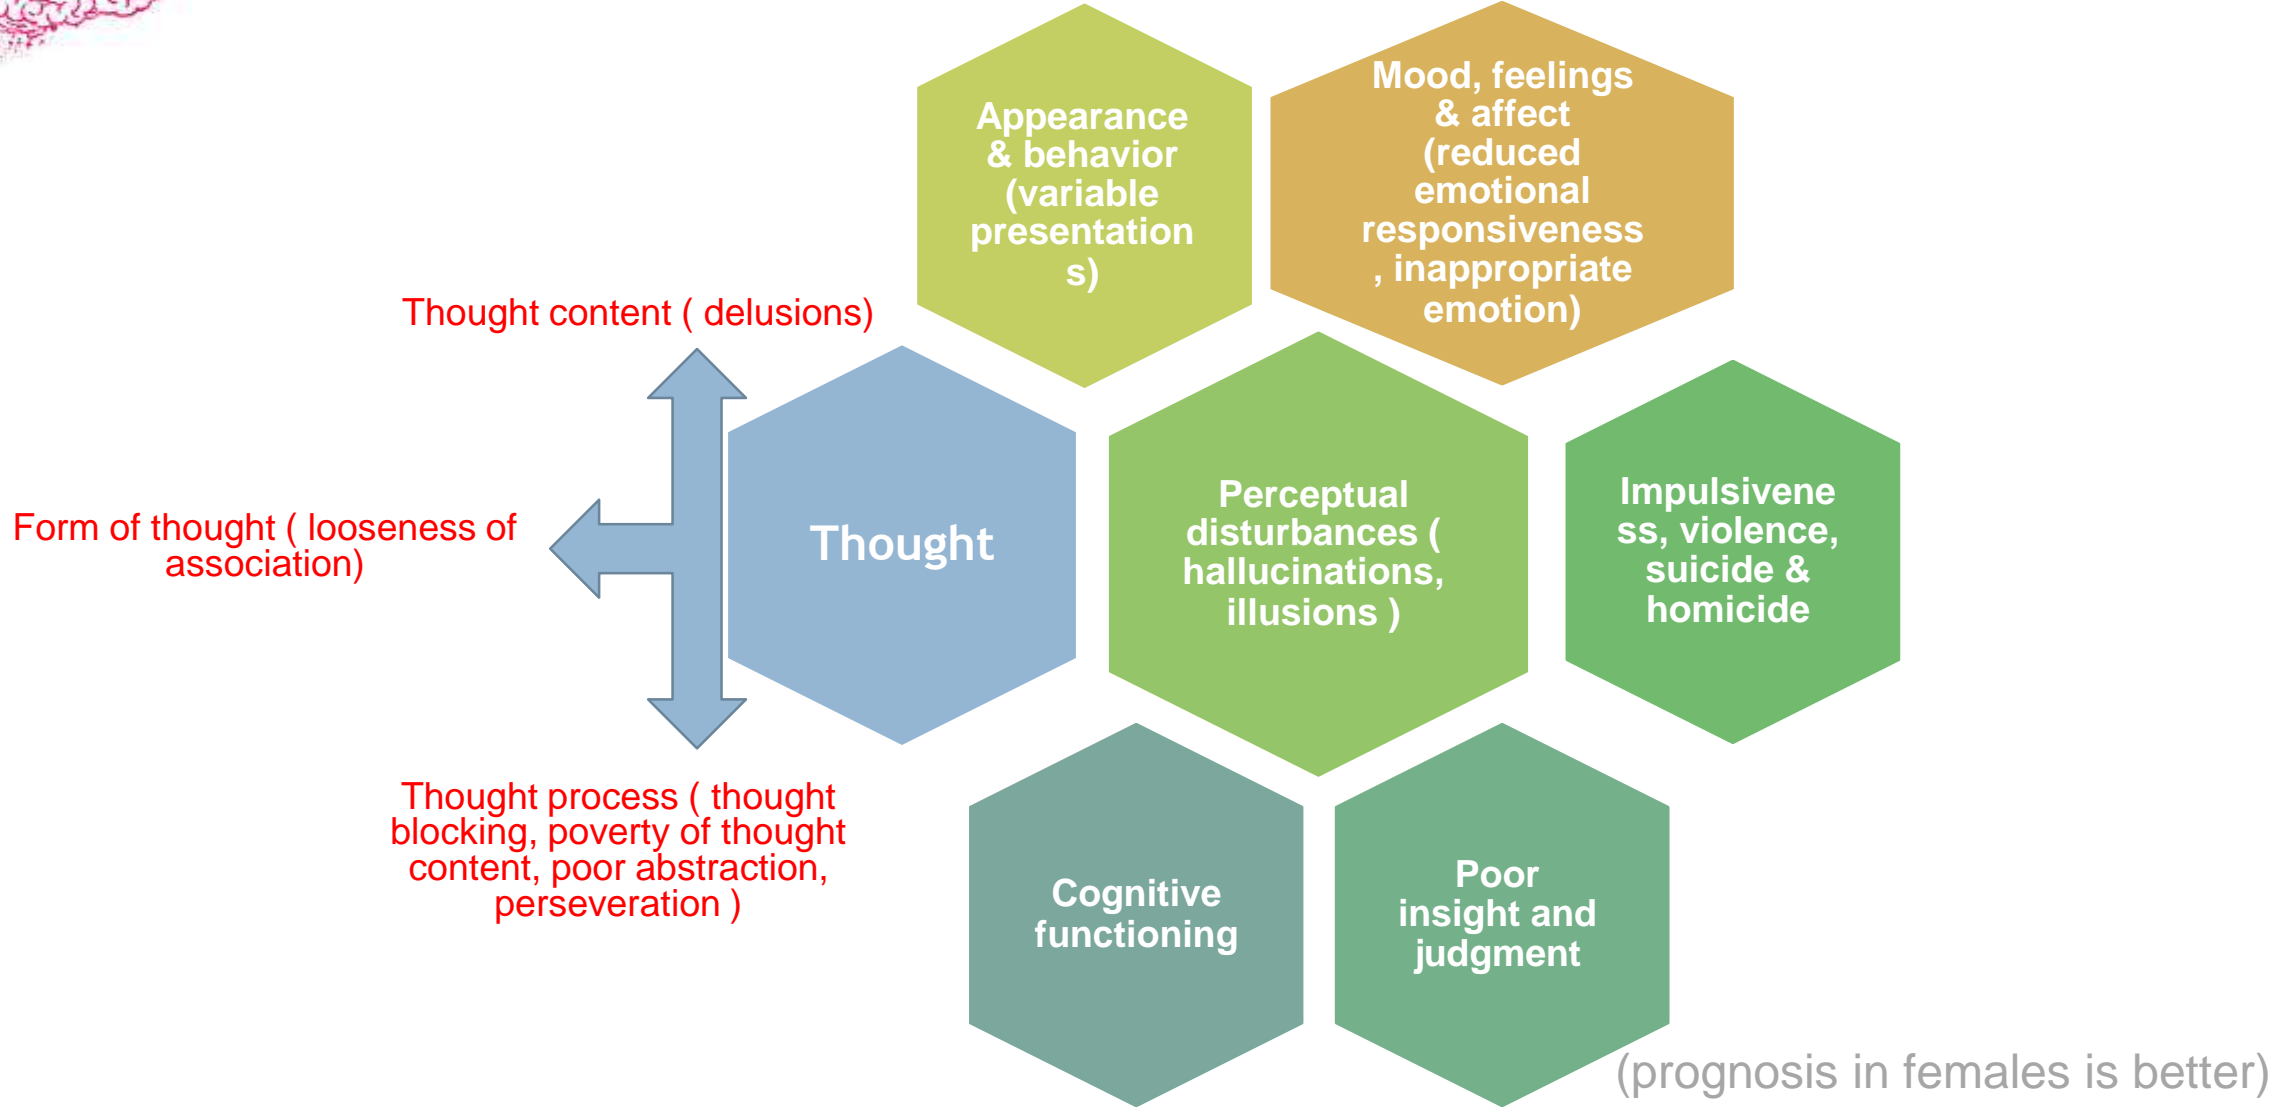 Appearance
& behavior
(variable
presentation
s)
Mood, feelings
& affect
(reduced
emotional
responsiveness
, inappropriate
emotion)
Thought content ( delusions)
Form of thought ( looseness of
association)
Thought
Perceptual
disturbances (
hallucinations,
illusions )
Impulsivene
ss, violence,
suicide &
homicide
Thought process ( thought
blocking, poverty of thought
content, poor abstraction,
perseveration )
Cognitive
functioning
Poor
insight and
judgment
(prognosis in females is better)